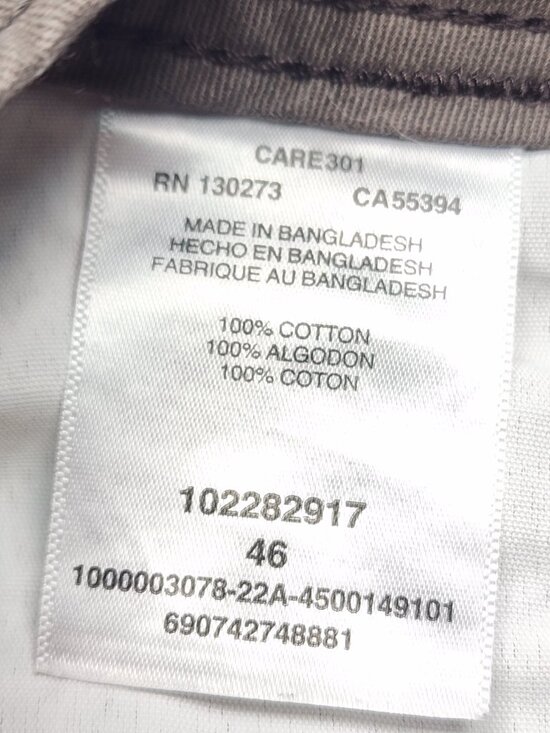 CARE301
RN 130273 CA55394
MADE IN BANGLADESH
HECHO EN BANGLADESH
FABRIQUE AU BANGLADESH
100% COTTON
100% ALGODON
100% COTON
102282917
46
1000003078-22A-4500149101
690742748881